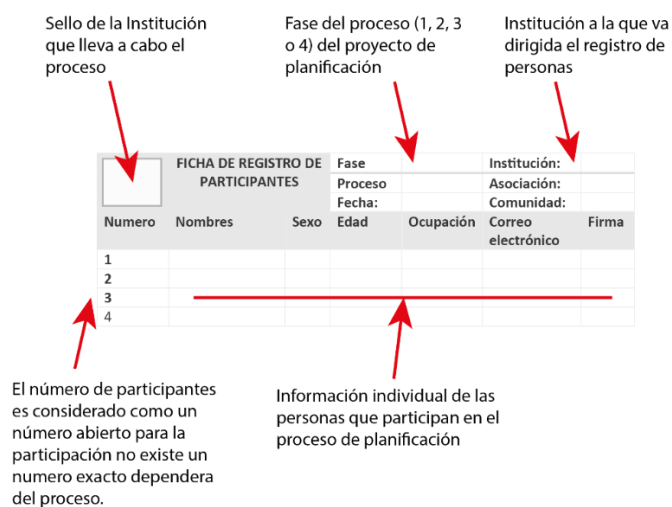 Sello de la Institución
que lleva a cabo el
proceso
Fase del proceso (1, 2, 3
o 4) del proyecto de
planificación
Institución a la que va
dirigida el registro de
personas
FICHA DE REGISTRO DE
PARTICIPANTES
Fase
Institución:
Proceso
Asociación:
Fecha:
Comunidad:
Numero Nombres Sexo Edad Ocupación Correo
electrónico Firma
1
2
3
4
El número de participantes
es considerado como un
número abierto para la
participación no existe un
numero exacto dependera
del proceso.
Información individual de las
personas que participan en el
proceso de planificación